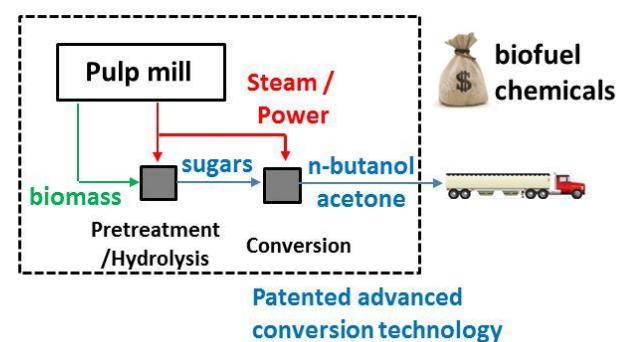 Pulp mill
Steam /
Power
$
biofuel
chemicals
biomass
sugars
n-butanol
acetone
Pretreatment
/Hydrolysis
Conversion
Patented advanced
conversion technology